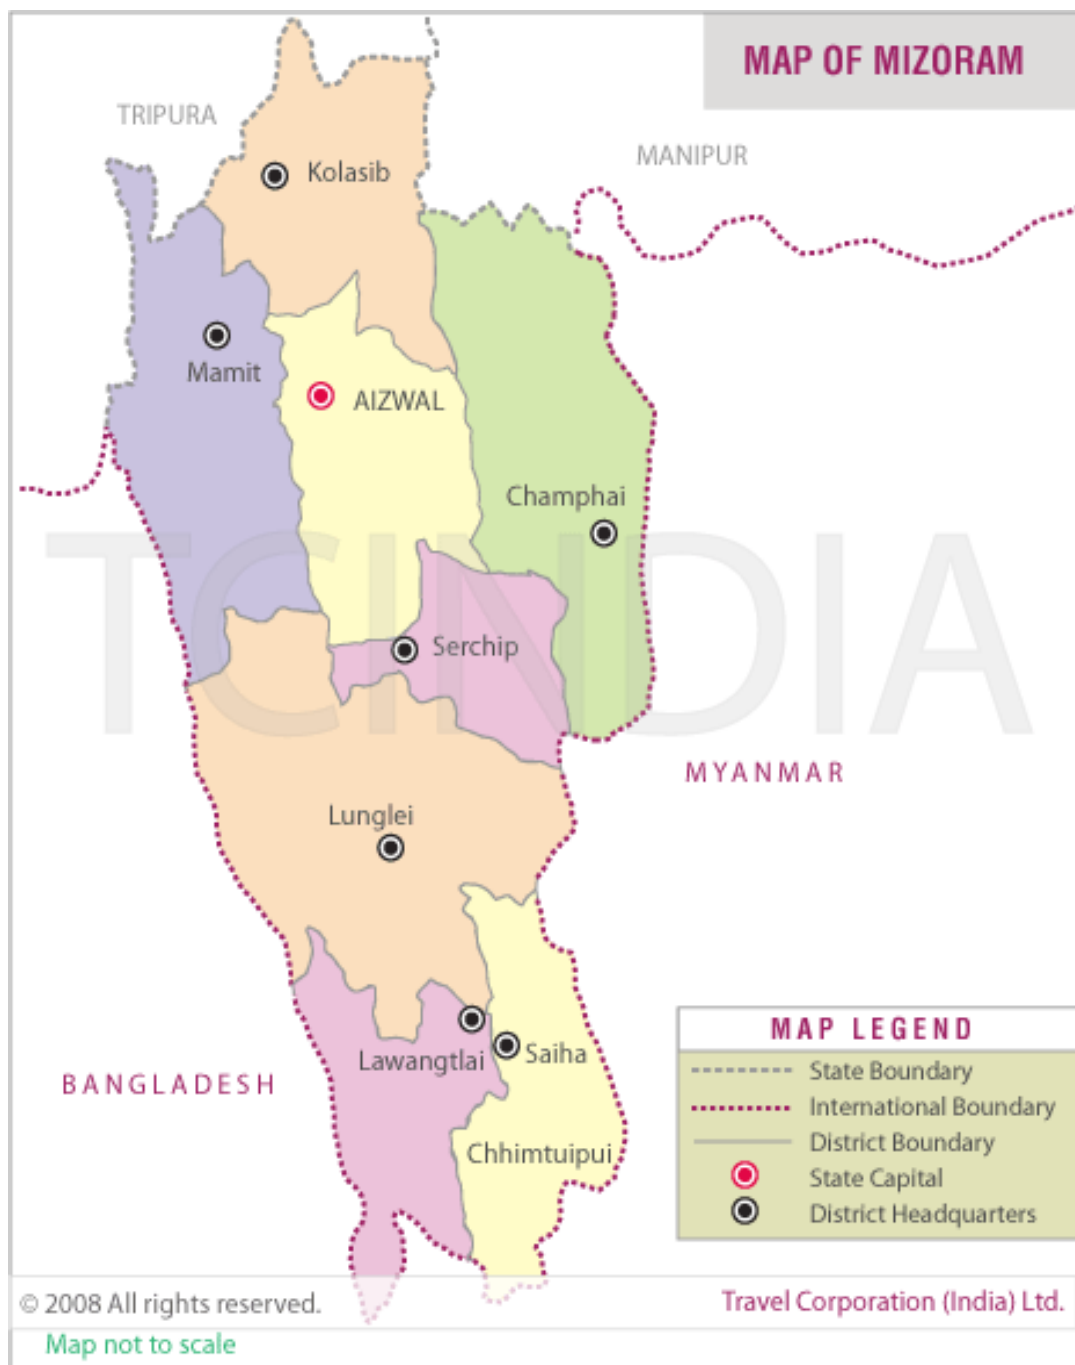 MAP OF MIZORAM
TRIPURA
MANIPUR
Kolasib
Mamit
AIZWAL
Champhai
TCINDIA
Serchip
MYANMAR
Lunglei
Lawangtlai
Saiha
BANGLADESH
Chhimtuipui
MAP LEGEND
State Boundary
International Boundary
District Boundary
State Capital
District Headquarters
© 2008 All rights reserved.
Travel Corporation (India) Ltd.
Map not to scale